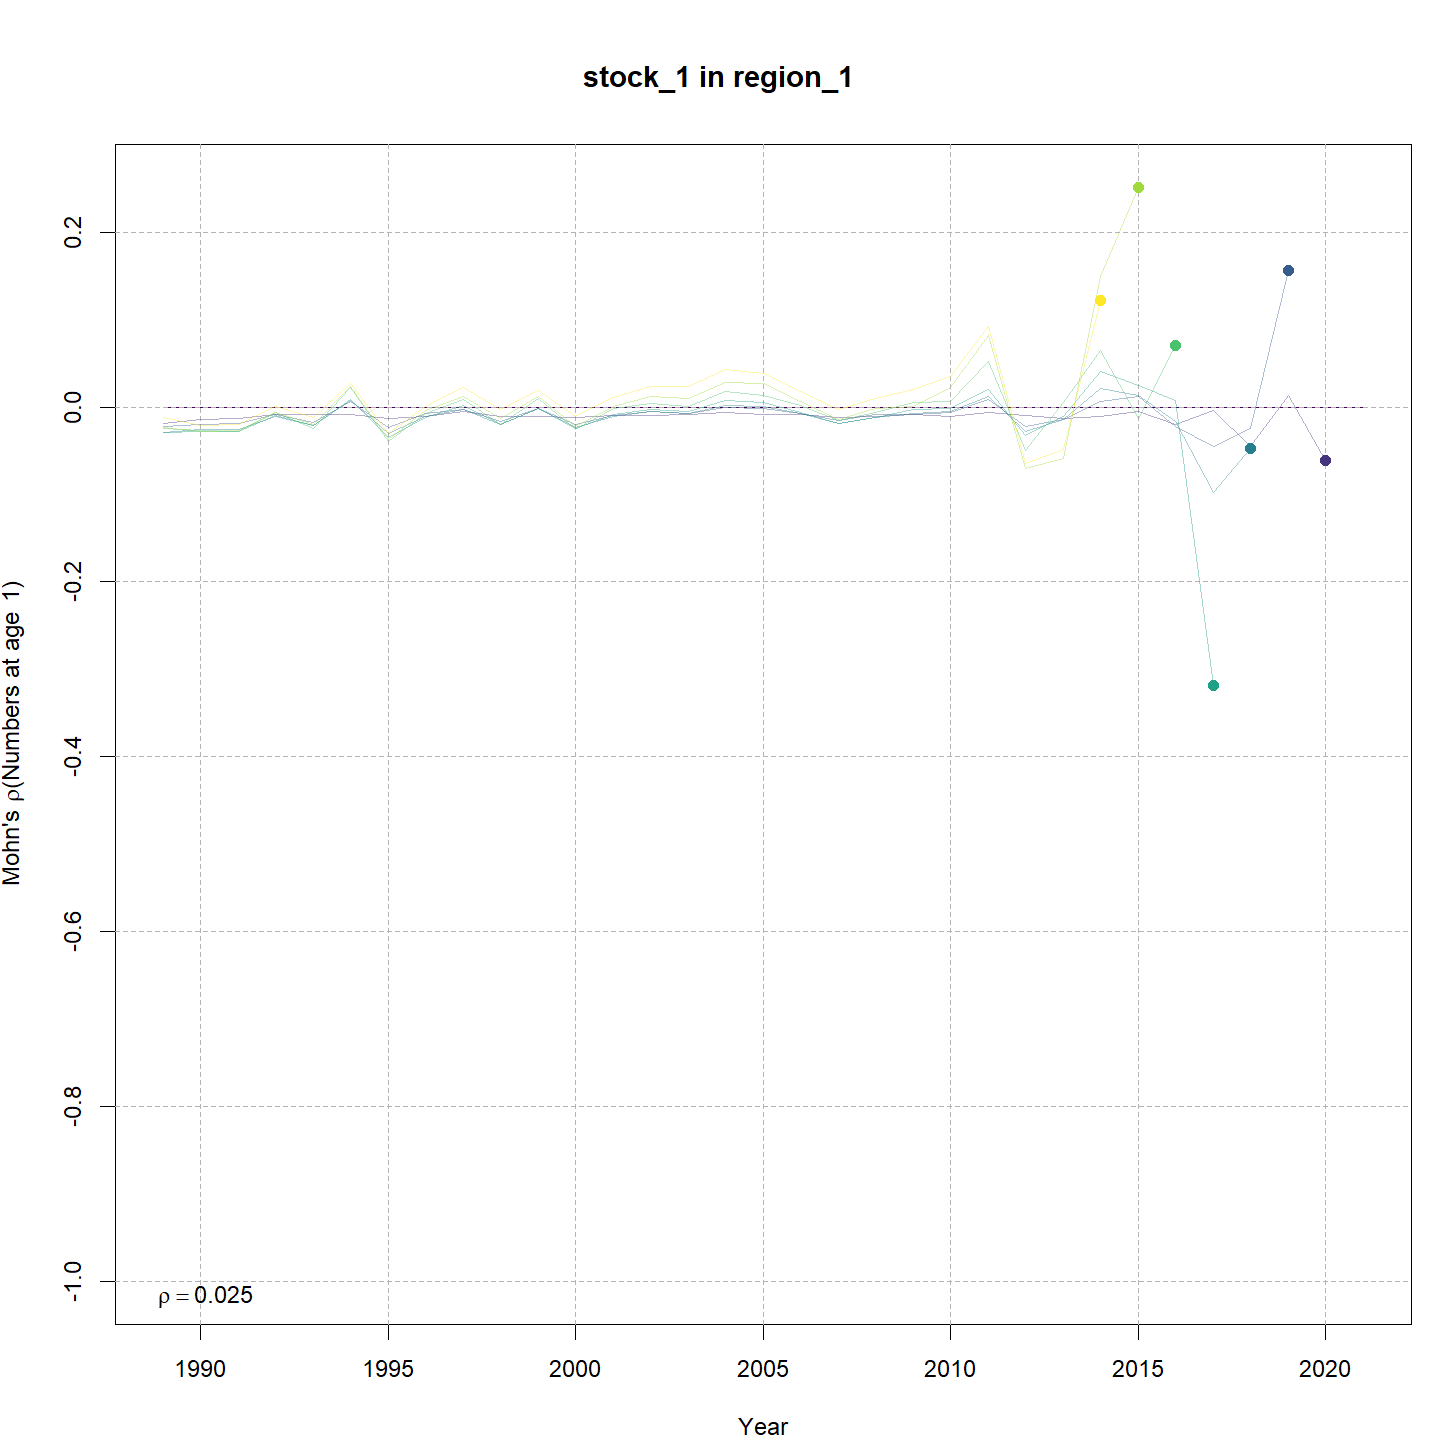 stock_1 in region_1
Mohn's ρ(Numbers at age 1)
0.2
0.0
-0.2
-0.4
-0.6
-0.8
-1.0
ρ = 0.025
1990 1995 2000 2005 2010 2015 2020
Year